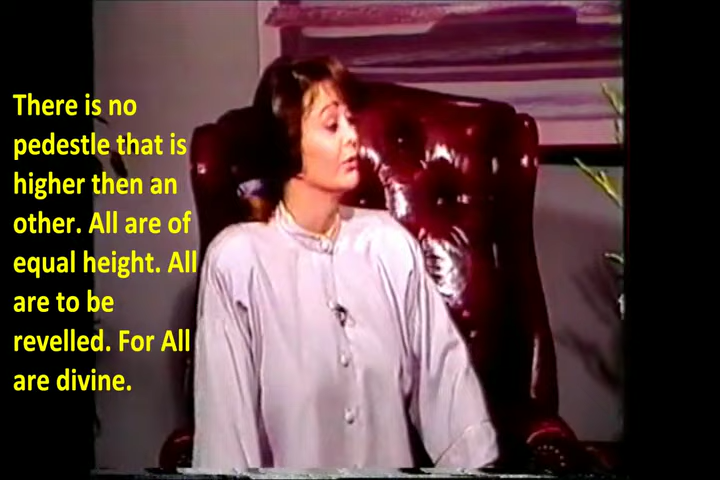 There is no
pedestle that is
higher then an
other. All are of
equal height. All
are to be
revelled. For All
are divine.